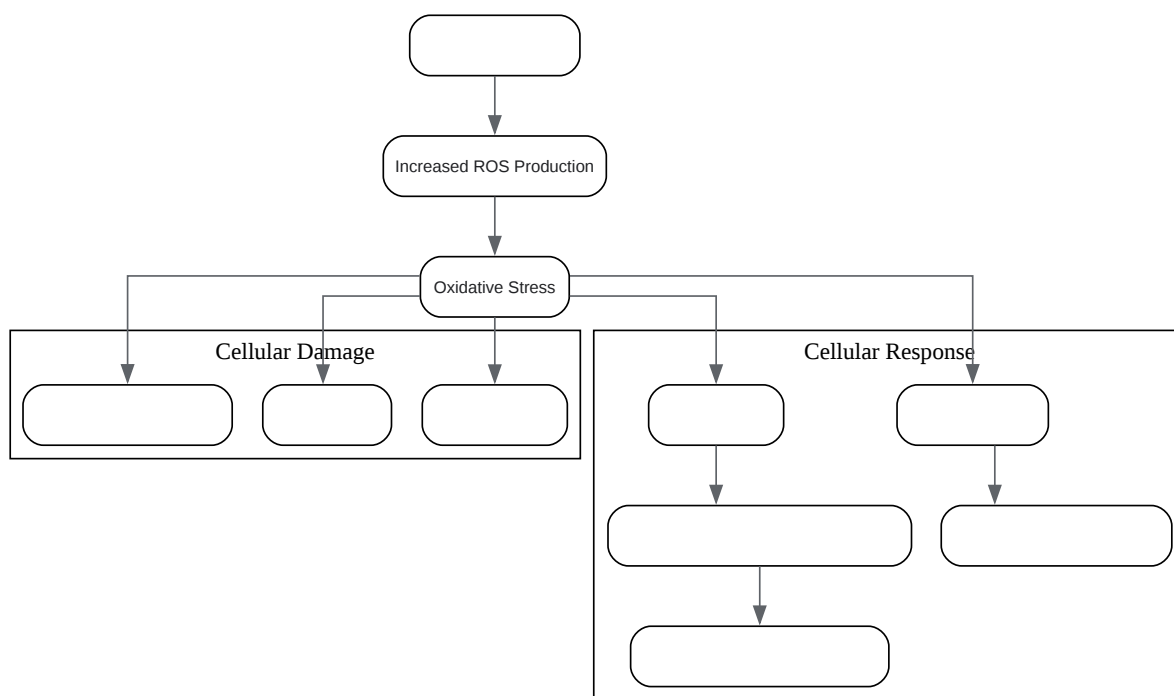 Increased ROS Production
Oxidative Stress
Cellular Damage
Cellular Response